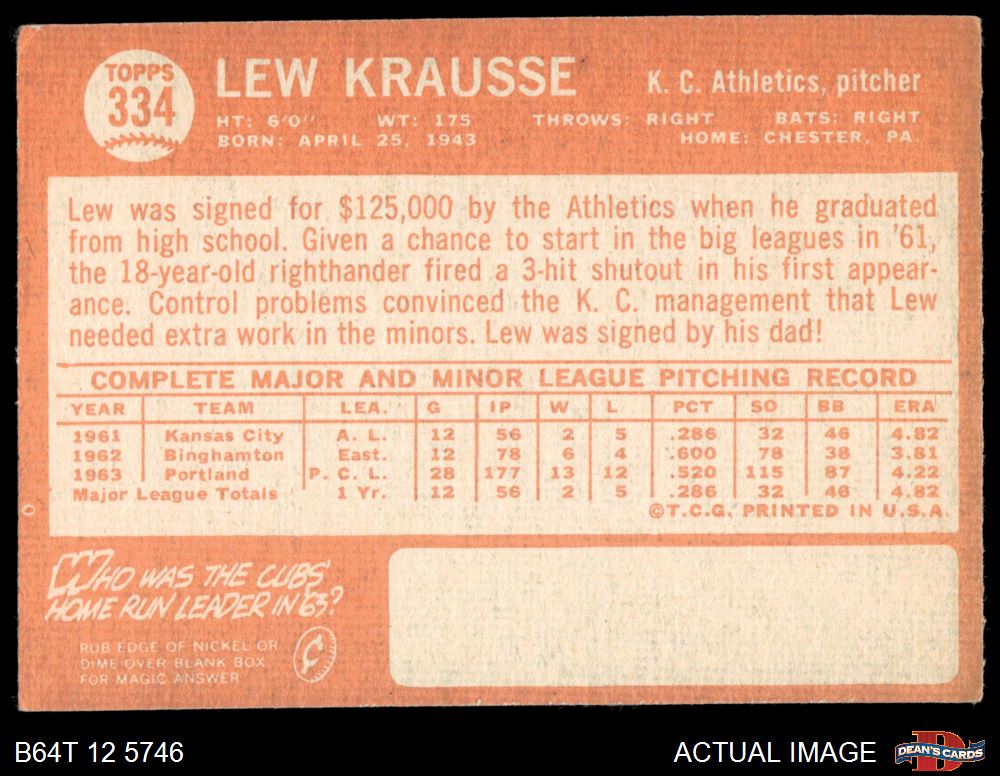 TOPPS
334
LEW KRAUSSE
K. C. Athletics, pitcher
HT: 6'0" WT: 175 THROWS: RIGHT BATS: RIGHT
BORN: APRIL 25, 1943 HOME: CHESTER, PA.
Lew was signed for $125,000 by the Athletics when he graduated
from high school. Given a chance to start in the big leagues in '61,
the 18-year-old righthander fired a 3-hit shutout in his first appear-
ance. Control problems convinced the K. C. management that Lew
needed extra work in the minors. Lew was signed by his dad!
COMPLETE MAJOR AND MINOR LEAGUE PITCHING RECORD
YEAR TEAM LEA. G IP W L PCT SO BB ERA
1961 Kansas City A. L. 12 56 2 5 .286 32 46 4.82
1962 Binghamton East. 12 78 6 4 .600 78 38 3.81
1963 Portland P. C. L. 28 177 13 12 .520 115 87 4.22
Major League Totals 1 Yr. 12 56 2 5 .286 32 46 4.82
©T.C.G. PRINTED IN U.S.A.
WHO WAS THE CUBS'
HOME RUN LEADER IN 63?
RUB EDGE OF NICKEL OR
DIME OVER BLANK BOX
FOR MAGIC ANSWER
¢
B64T 12 5746
ACTUAL IMAGE
DEAN'S CARDS